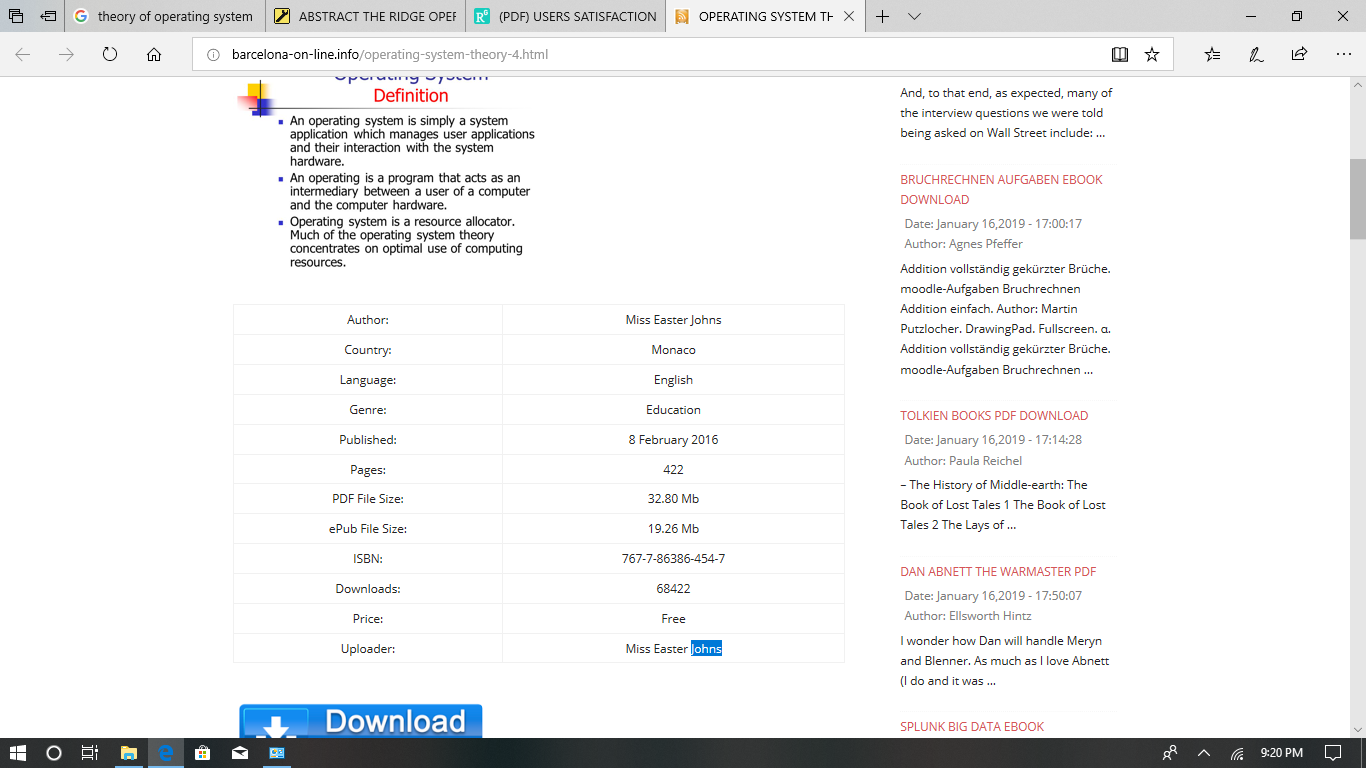 theory of operating system
ABSTRACT THE RIDGE OPER
(PDF) USERS SATISFACTION
OPERATING SYSTEM TH
barcelona-on-line.info/operating-system-theory-4.html
Operating System
Definition
An operating system is simply a system
application which manages user applications
and their interaction with the system
hardware.
An operating is a program that acts as an
intermediary between a user of a computer
and the computer hardware.
Operating system is a resource allocator.
Much of the operating system theory
concentrates on optimal use of computing
resources.
Author: Miss Easter Johns
Country: Monaco
Language: English
Genre: Education
Published: 8 February 2016
Pages: 422
PDF File Size: 32.80 Mb
ePub File Size: 19.26 Mb
ISBN: 767-7-86386-454-7
Downloads: 68422
Price: Free
Uploader: Miss Easter Johns
Download
And, to that end, as expected, many of
the interview questions we were told
being asked on Wall Street include: ...
BRUCHRECHNEN AUFGABEN EBOOK
DOWNLOAD
Date: January 16,2019 - 17:00:17
Author: Agnes Pfeffer
Addition vollständig gekürzter Brüche.
moodle-Aufgaben Bruchrechnen
Addition einfach. Author: Martin
Putzlocher. DrawingPad. Fullscreen. α.
Addition vollständig gekürzter Brüche.
moodle-Aufgaben Bruchrechnen ...
TOLKIEN BOOKS PDF DOWNLOAD
Date: January 16,2019 - 17:14:28
Author: Paula Reichel
– The History of Middle-earth: The
Book of Lost Tales 1 The Book of Lost
Tales 2 The Lays of ...
DAN ABNETT THE WARMASTER PDF
Date: January 16,2019 - 17:50:07
Author: Ellsworth Hintz
I wonder how Dan will handle Meryn
and Blenner. As much as I love Abnett
(I do and it was ...
SPLUNK BIG DATA EBOOK
9:20 PM